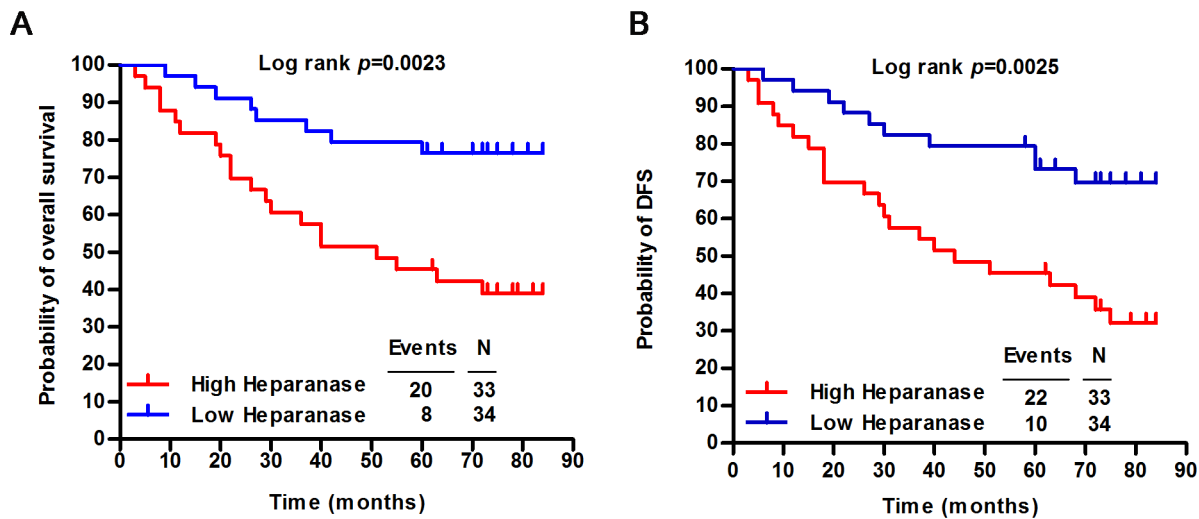 A
Log rank p=0.0023
Probability of overall survival
100
90
80
70
60
50
40
30
20
10
0
Events N
High Heparanase 20 33
Low Heparanase 8 34
0 10 20 30 40 50 60 70 80 90
Time (months)
B
Log rank p=0.0025
Probability of DFS
100
90
80
70
60
50
40
30
20
10
0
Events N
High Heparanase 22 33
Low Heparanase 10 34
0 10 20 30 40 50 60 70 80 90
Time (months)